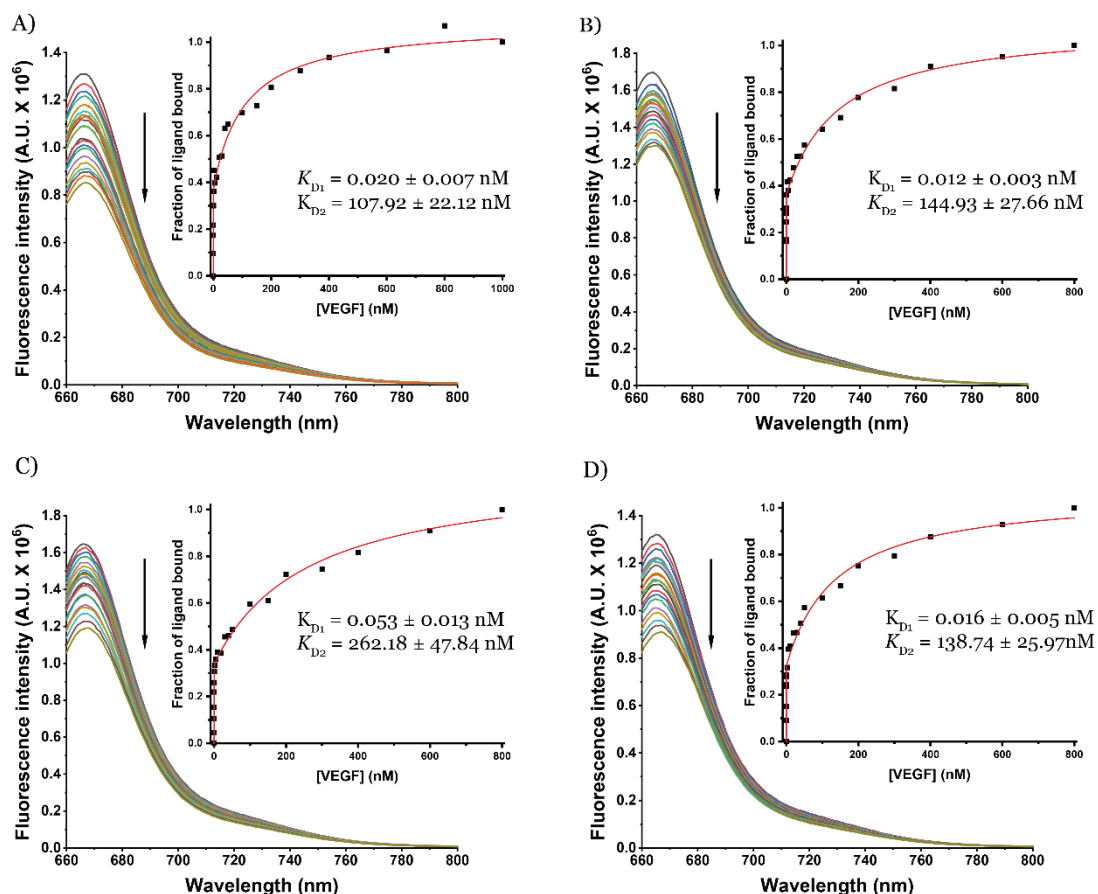 A)
Fluorescence intensity (A.U. X 10⁶)
1.4
1.2
1.0
0.8
0.6
0.4
0.2
0.0
660 680 700 720 740 760 780 800
Wavelength (nm)
Fraction of ligand bound
1.0
0.8
0.6
0.4
0.2
0.0
0 200 400 600 800 1000
[VEGF] (nM)
K_D1 = 0.020 ± 0.007 nM
K_D2 = 107.92 ± 22.12 nM
B)
Fluorescence intensity (A.U. X 10⁶)
1.8
1.6
1.4
1.2
1.0
0.8
0.6
0.4
0.2
0.0
660 680 700 720 740 760 780 800
Wavelength (nm)
Fraction of ligand bound
1.0
0.8
0.6
0.4
0.2
0.0
0 200 400 600 800
[VEGF] (nM)
K_D1 = 0.012 ± 0.003 nM
K_D2 = 144.93 ± 27.66 nM
C)
Fluorescence intensity (A.U. X 10⁶)
1.8
1.6
1.4
1.2
1.0
0.8
0.6
0.4
0.2
0.0
660 680 700 720 740 760 780 800
Wavelength (nm)
Fraction of ligand bound
1.0
0.8
0.6
0.4
0.2
0.0
0 200 400 600 800
[VEGF] (nM)
K_D1 = 0.053 ± 0.013 nM
K_D2 = 262.18 ± 47.84 nM
D)
Fluorescence intensity (A.U. X 10⁶)
1.4
1.2
1.0
0.8
0.6
0.4
0.2
0.0
660 680 700 720 740 760 780 800
Wavelength (nm)
Fraction of ligand bound
1.0
0.8
0.6
0.4
0.2
0.0
0 200 400 600 800
[VEGF] (nM)
K_D1 = 0.016 ± 0.005 nM
K_D2 = 138.74 ± 25.97nM